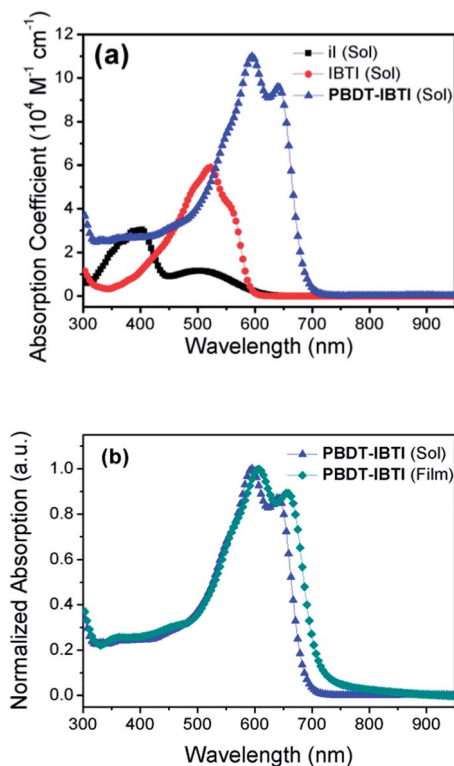 (a)
iI (Sol)
IBTI (Sol)
PBDT-IBTI (Sol)
Absorption Coefficient (10⁴ M⁻¹ cm⁻¹)
12
10
8
6
4
2
0
300 400 500 600 700 800 900
Wavelength (nm)
(b)
PBDT-IBTI (Sol)
PBDT-IBTI (Film)
Normalized Absorption (a.u.)
1.0
0.8
0.6
0.4
0.2
0.0
300 400 500 600 700 800 900
Wavelength (nm)